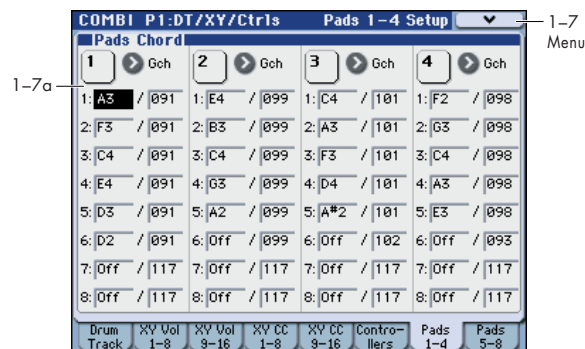 COMBI P1:DT/XY/Ctrls Pads 1–4 Setup
1–7
Menu
Pads Chord
1 Gch 2 Gch 3 Gch 4 Gch
1–7a
1: A3 / 091 1: E4 / 099 1: C4 / 101 1: F2 / 098
2: F3 / 091 2: B3 / 099 2: A3 / 101 2: G3 / 098
3: C4 / 091 3: C4 / 099 3: F3 / 101 3: C4 / 098
4: E4 / 091 4: G3 / 099 4: D4 / 101 4: A3 / 098
5: D3 / 091 5: A2 / 099 5: A#2 / 101 5: E3 / 098
6: D2 / 091 6: Off / 099 6: Off / 102 6: Off / 093
7: Off / 117 7: Off / 117 7: Off / 117 7: Off / 117
8: Off / 117 8: Off / 117 8: Off / 117 8: Off / 117
Drum Track XY Vol 1–8 XY Vol 9–16 XY CC 1–8 XY CC 9–16 Contro–llers Pads 1–4 Pads 5–8